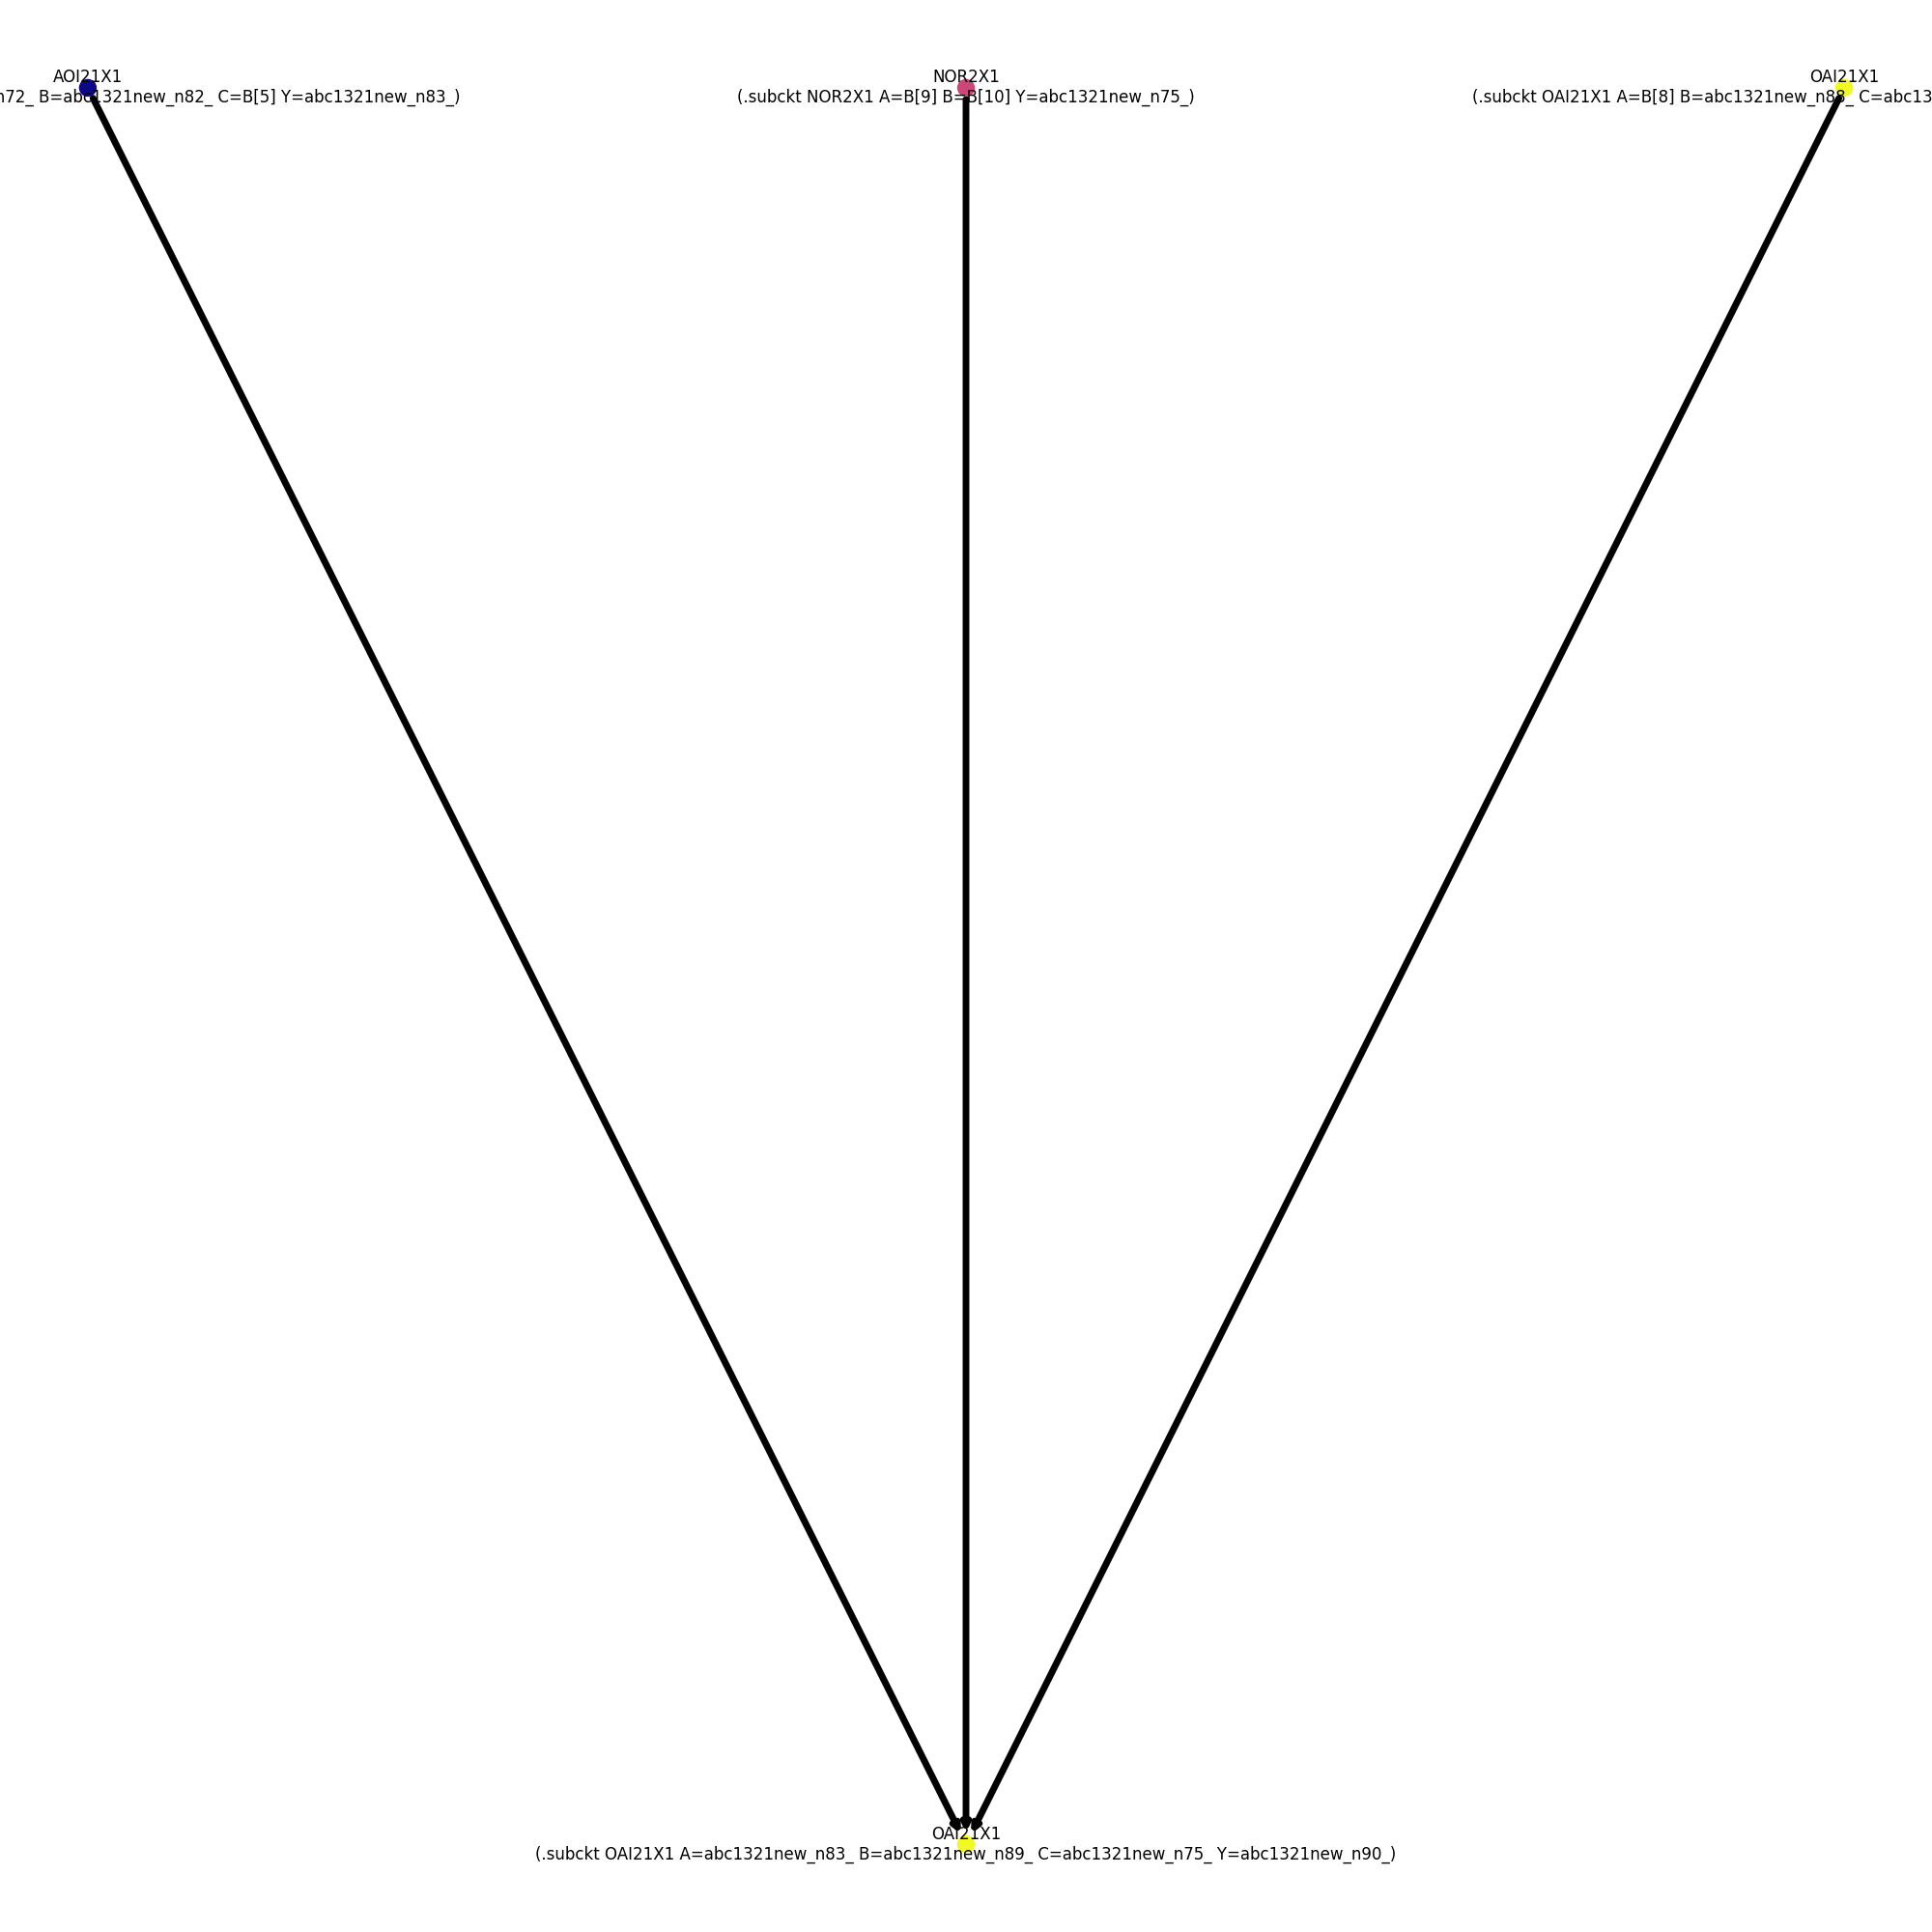 AOI21X1
n72_ B=abc1321new_n82_ C=B[5] Y=abc1321new_n83_)
NOR2X1
(.subckt NOR2X1 A=B[9] B=B[10] Y=abc1321new_n75_)
OAI21X1
(.subckt OAI21X1 A=B[8] B=abc1321new_n88_ C=abc13
OAI21X1
(.subckt OAI21X1 A=abc1321new_n83_ B=abc1321new_n89_ C=abc1321new_n75_ Y=abc1321new_n90_)